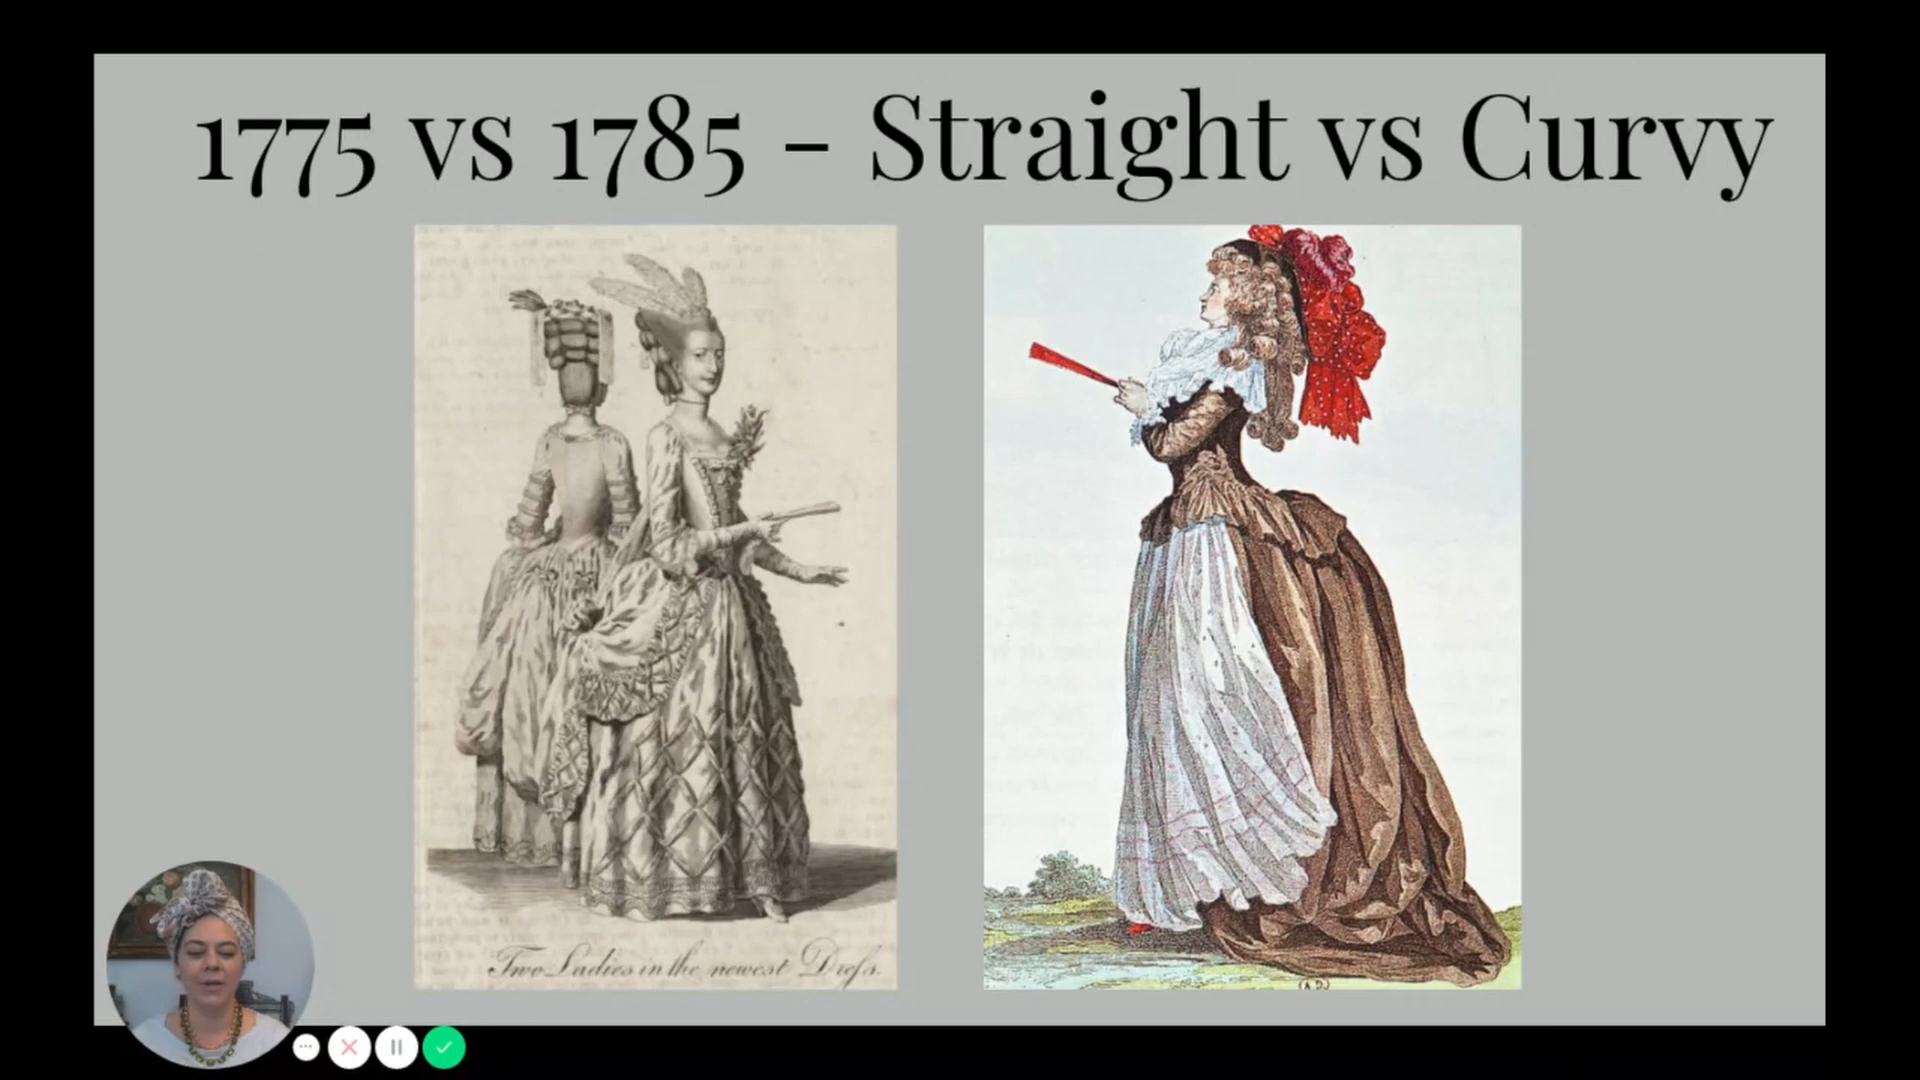 1775 vs 1785 - Straight vs Curvy
Two Ladies in the newest Dreſs.